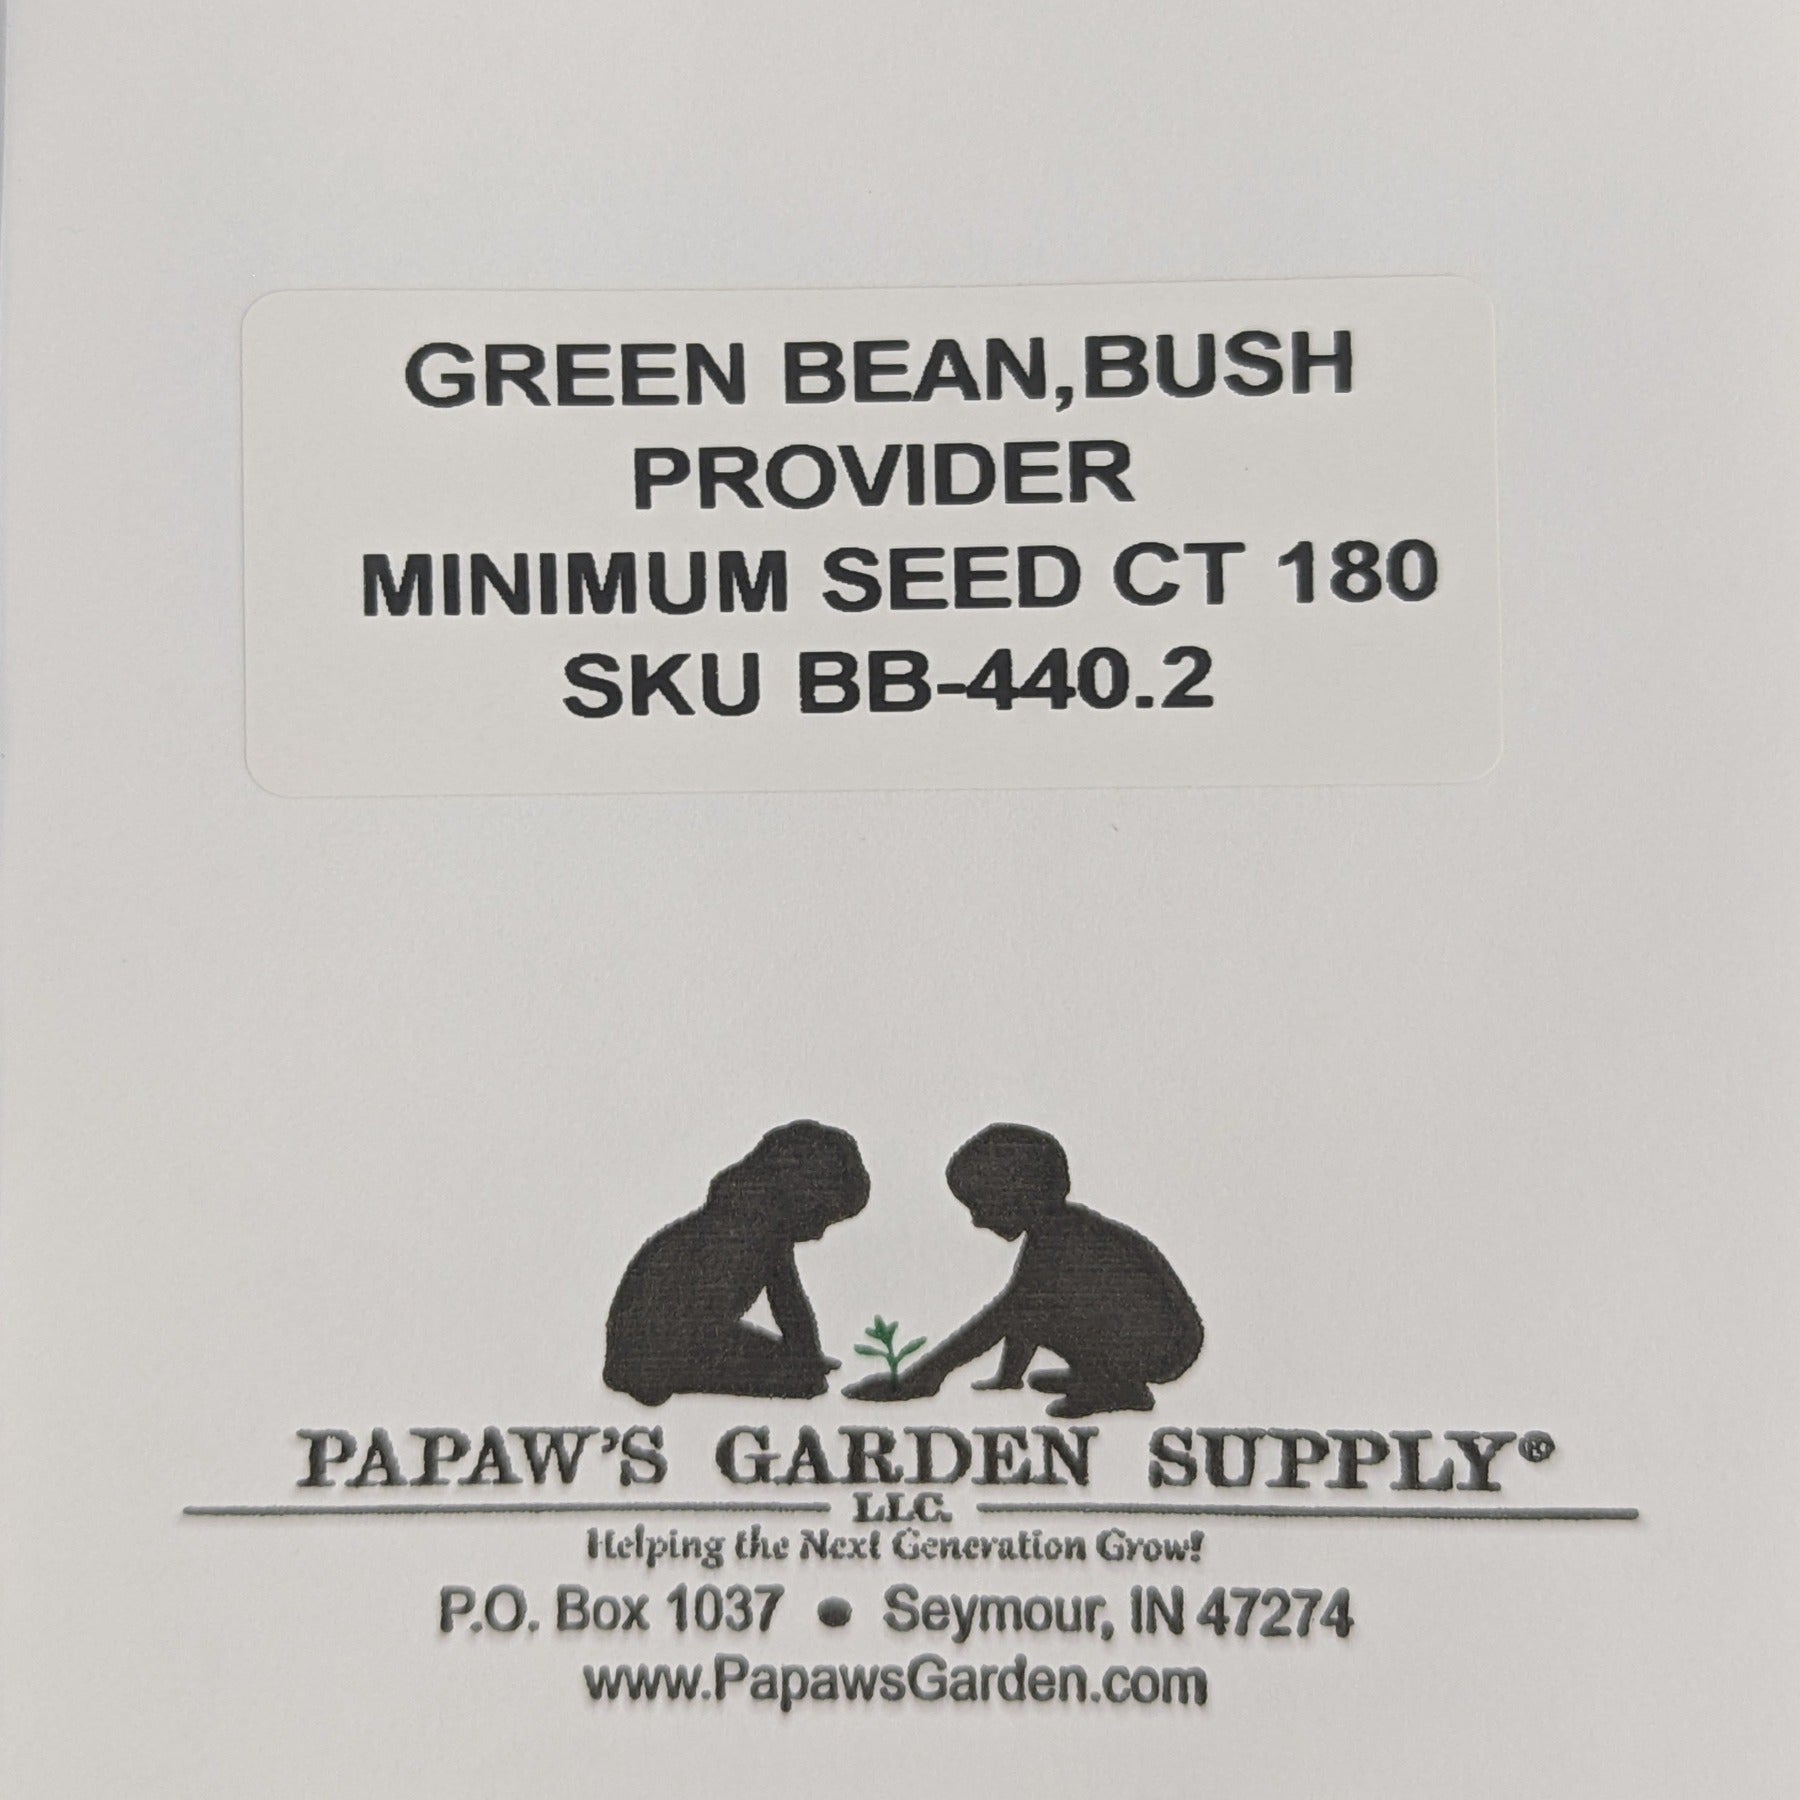 GREEN BEAN,BUSH
PROVIDER
MINIMUM SEED CT 180
SKU BB-440.2
PAPAW'S GARDEN SUPPLY®
LLC.
Helping the Next Generation Grow!
P.O. Box 1037 • Seymour, IN 47274
www.PapawsGarden.com